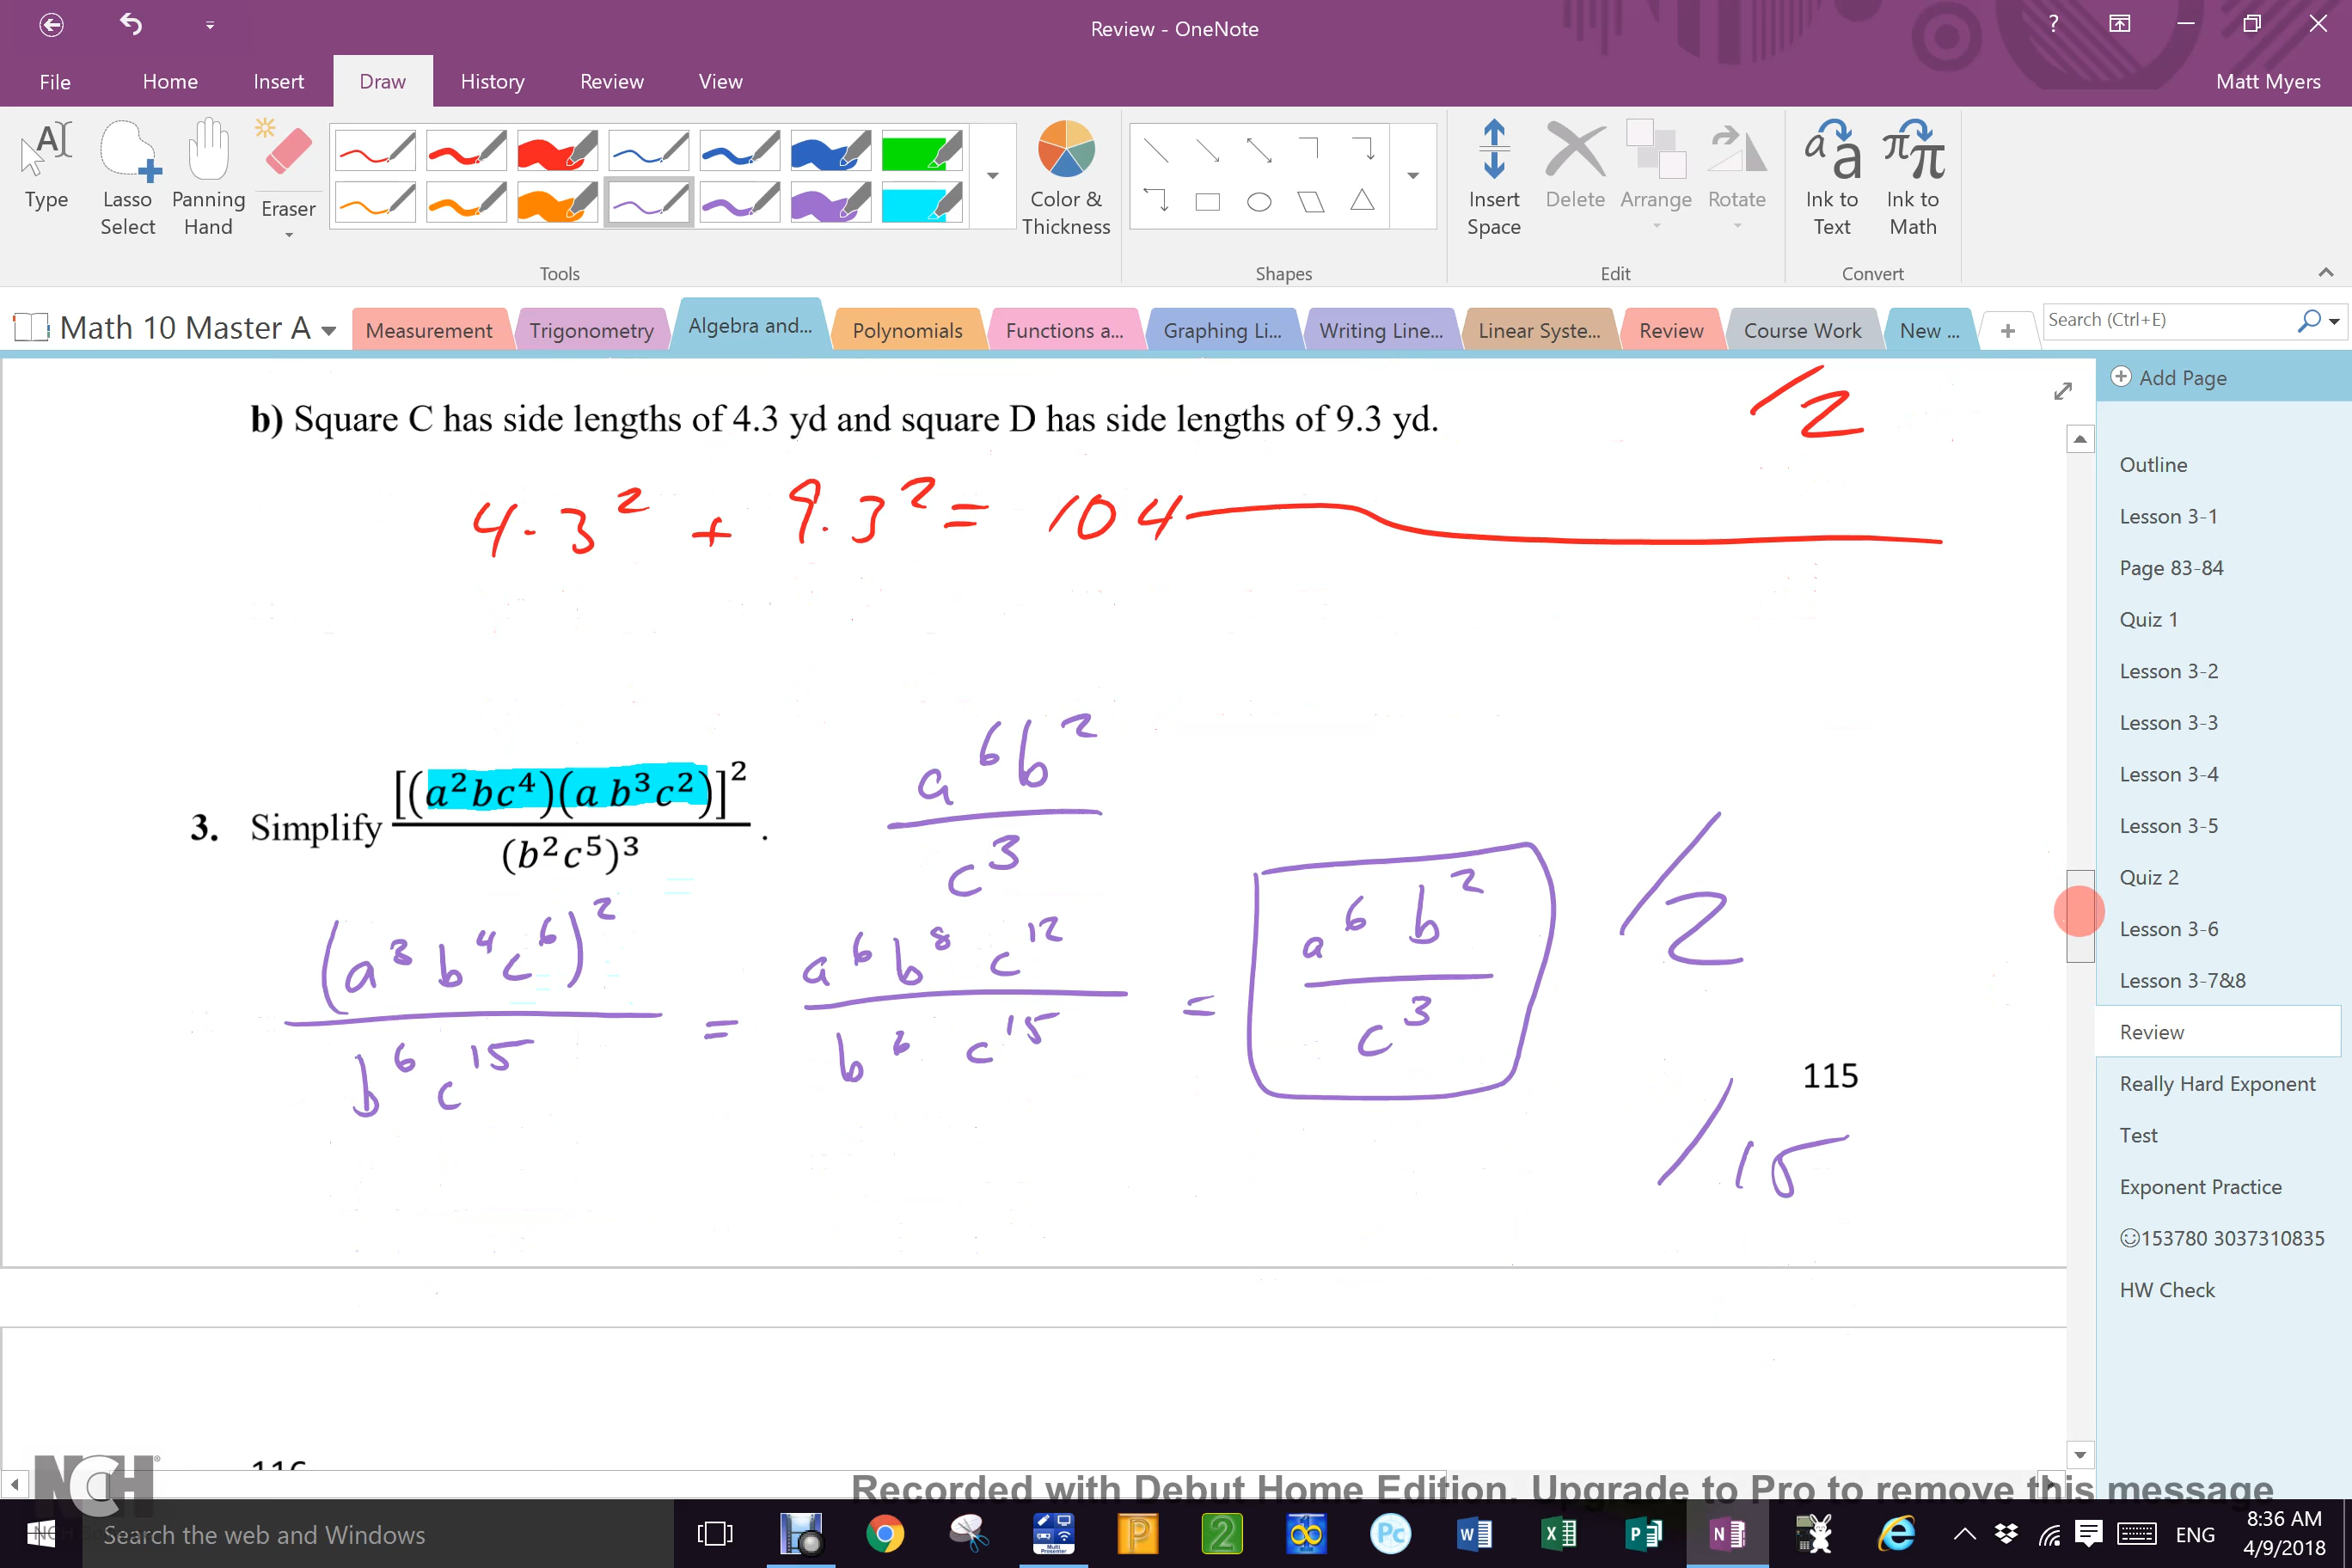 Review - OneNote
?
File Home Insert Draw History Review View
Matt Myers
Type
Lasso Select
Panning Hand
Eraser
Color & Thickness
Insert Space
Delete
Arrange
Rotate
Ink to Text
Ink to Math
Tools
Shapes
Edit
Convert
Math 10 Master A
Measurement
Trigonometry
Algebra and...
Polynomials
Functions a...
Graphing Li...
Writing Line...
Linear Syste...
Review
Course Work
New ...
+
Search (Ctrl+E)
Add Page
Outline
Lesson 3-1
Page 83-84
Quiz 1
Lesson 3-2
Lesson 3-3
Lesson 3-4
Lesson 3-5
Quiz 2
Lesson 3-6
Lesson 3-7&8
Review
Really Hard Exponent
Test
Exponent Practice
☺153780 3037310835
HW Check
b) Square C has side lengths of 4.3 yd and square D has side lengths of 9.3 yd.
/2
4.3² + 9.3² = 104
3. Simplify [(a²bc⁴)(a b³c²)]² / (b²c⁵)³ .
a⁶b² / c³
(a³b⁴c⁶)² / b⁶c¹⁵ = a⁶b⁸c¹² / b⁶c¹⁵ = a⁶b² / c³
/2
115
/15
NCH
Recorded with Debut Home Edition. Upgrade to Pro to remove this message
Search the web and Windows
ENG
8:36 AM
4/9/2018